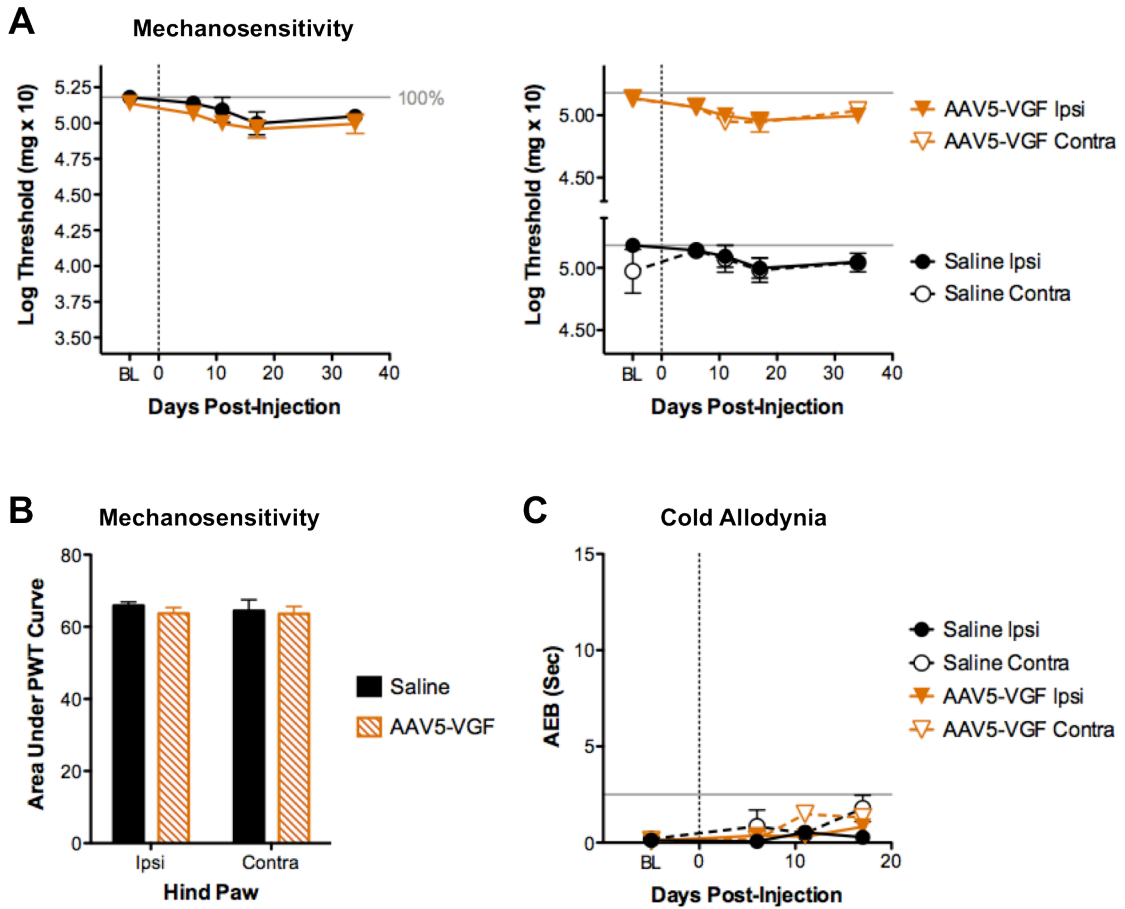 A
Mechanosensitivity
Log Threshold (mg x 10)
5.25
5.00
4.75
4.50
4.25
4.00
3.75
3.50
100%
BL 0 10 20 30 40
Days Post-Injection
Log Threshold (mg x 10)
5.00
4.50
5.00
4.50
BL 0 10 20 30 40
Days Post-Injection
AAV5-VGF Ipsi
AAV5-VGF Contra
Saline Ipsi
Saline Contra
B
Mechanosensitivity
Area Under PWT Curve
80
60
40
20
0
Ipsi Contra
Hind Paw
Saline
AAV5-VGF
C
Cold Allodynia
AEB (Sec)
15
10
5
0
BL 0 10 20
Days Post-Injection
Saline Ipsi
Saline Contra
AAV5-VGF Ipsi
AAV5-VGF Contra